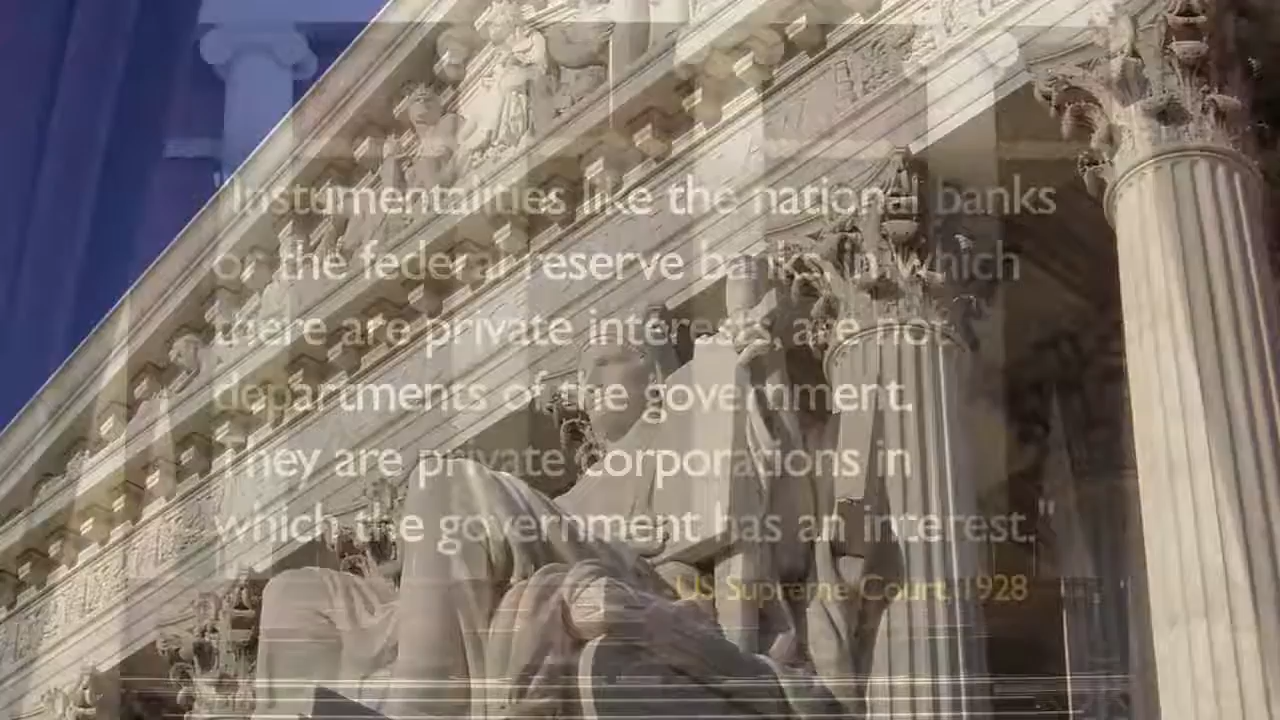 "Instumentalities like the national banks
or the federal reserve banks, in which
there are private interests, are not
departments of the government.
They are private corporations in
which the government has an interest."
US Supreme Court, 1928